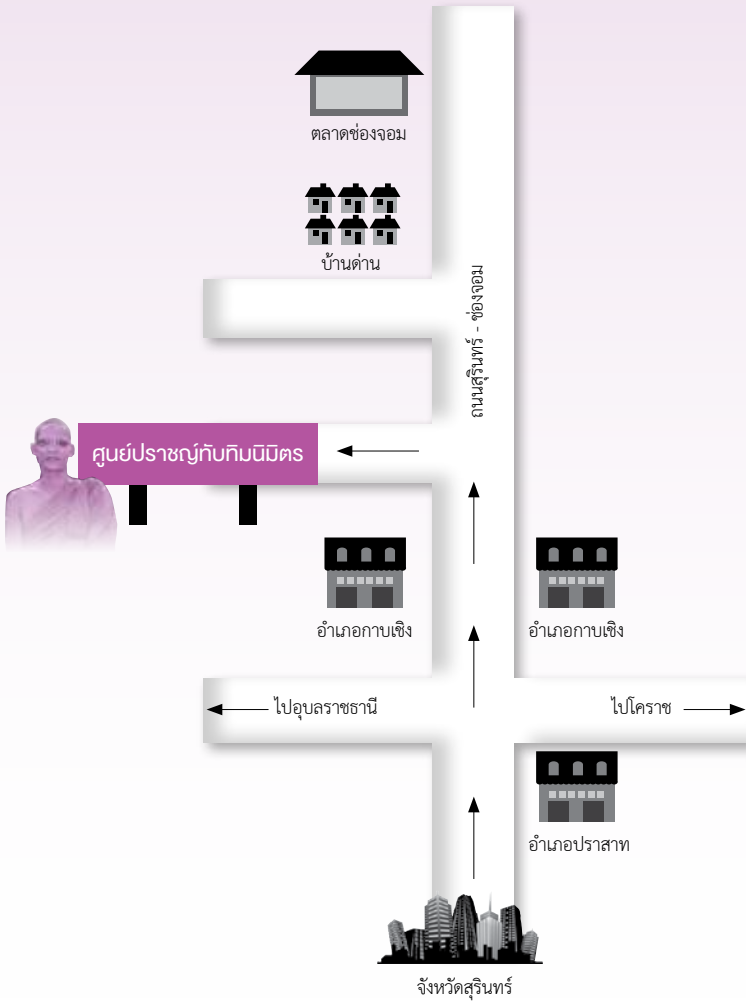 ตลาดช่องจอม
บ้านด่าน
ถนนสุรินทร์ - ช่องจอม
ศูนย์ปราชญ์ทับทิมนิมิตร
อำเภอกาบเชิง
อำเภอกาบเชิง
ไปอุบลราชธานี
ไปโคราช
อำเภอปราสาท
จังหวัดสุรินทร์